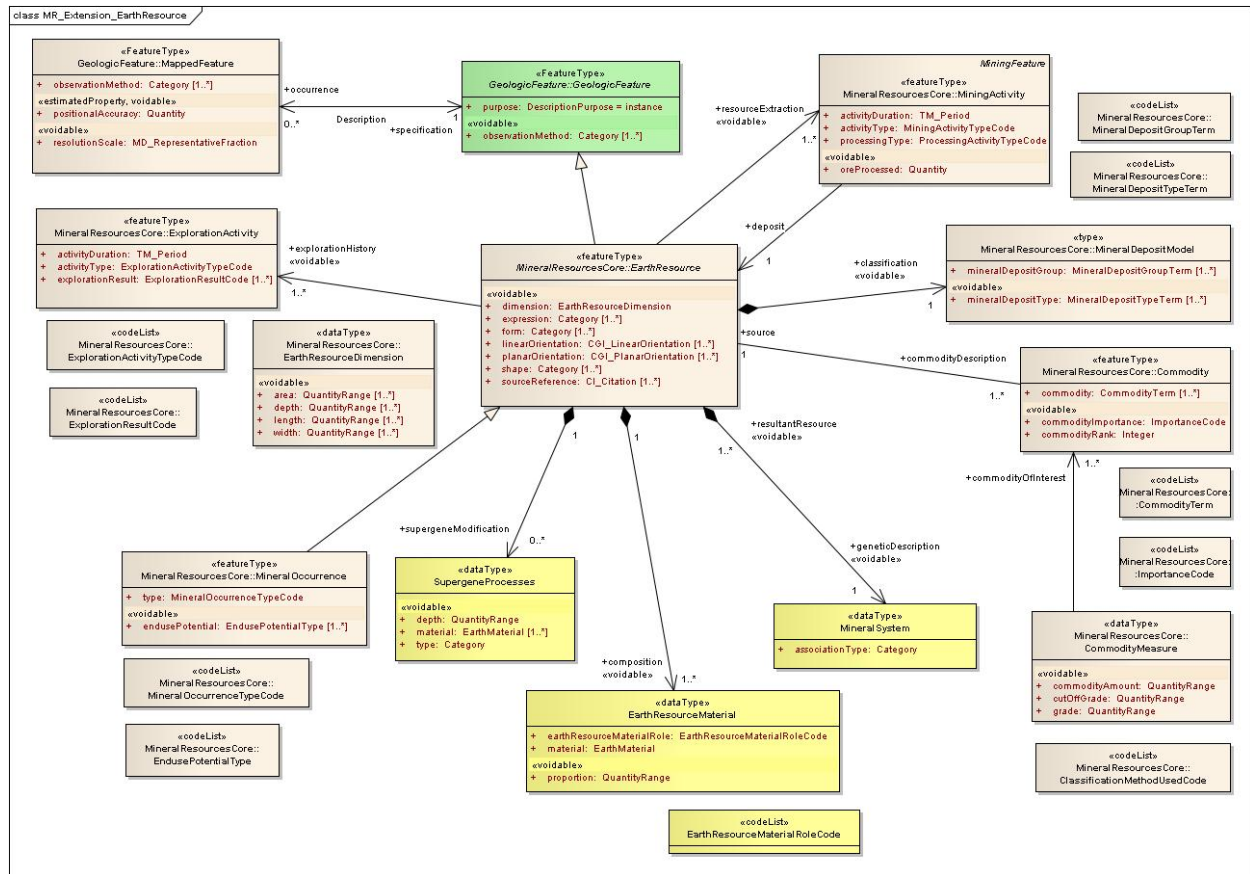 class MR_Extension_EarthResource
«FeatureType»
GeologicFeature::MappedFeature
+ observationMethod: Category [1..*]
«estimatedProperty, voidable»
+ positionalAccuracy: Quantity
«voidable»
+ resolutionScale: MD_RepresentativeFraction
+occurrence
0..*
Description
+specification
1
«FeatureType»
GeologicFeature::GeologicFeature
+ purpose: DescriptionPurpose = instance
«voidable»
+ observationMethod: Category [1..*]
+resourceExtraction
«voidable»
1..*
MiningFeature
«featureType»
MineralResourcesCore::MiningActivity
+ activityDuration: TM_Period
+ activityType: MiningActivityTypeCode
+ processingType: ProcessingActivityTypeCode
«voidable»
+ oreProcessed: Quantity
«codeList»
MineralResourcesCore::
MineralDepositGroupTerm
«codeList»
MineralResourcesCore::
MineralDepositTypeTerm
«featureType»
MineralResourcesCore::ExplorationActivity
+ activityDuration: TM_Period
+ activityType: ExplorationActivityTypeCode
+ explorationResult: ExplorationResultCode [1..*]
+explorationHistory
«voidable»
1..*
«featureType»
MineralResourcesCore::EarthResource
«voidable»
+ dimension: EarthResourceDimension
+ expression: Category [1..*]
+ form: Category [1..*]
+ linearOrientation: CGI_LinearOrientation [1..*]
+ planarOrientation: CGI_PlanarOrientation [1..*]
+ shape: Category [1..*]
+ sourceReference: CI_Citation [1..*]
+deposit
1
+classification
«voidable»
1
«type»
MineralResourcesCore::MineralDepositModel
+ mineralDepositGroup: MineralDepositGroupTerm [1..*]
«voidable»
+ mineralDepositType: MineralDepositTypeTerm [1..*]
«codeList»
MineralResourcesCore::
ExplorationActivityTypeCode
«codeList»
MineralResourcesCore::
ExplorationResultCode
«dataType»
MineralResourcesCore::
EarthResourceDimension
«voidable»
+ area: QuantityRange [1..*]
+ depth: QuantityRange [1..*]
+ length: QuantityRange [1..*]
+ width: QuantityRange [1..*]
+source
1
+commodityDescription
1..*
«featureType»
MineralResourcesCore::Commodity
+ commodity: CommodityTerm [1..*]
«voidable»
+ commodityImportance: ImportanceCode
+ commodityRank: Integer
1
1
+resultantResource
«voidable»
1..*
+commodityOfInterest
1..*
«codeList»
MineralResourcesCore:
:CommodityTerm
«codeList»
MineralResourcesCore:
:ImportanceCode
«featureType»
MineralResourcesCore::MineralOccurrence
+ type: MineralOccurrenceTypeCode
«voidable»
+ endusePotential: EndusePotentialType [1..*]
«codeList»
MineralResourcesCore::
MineralOccurrenceTypeCode
«codeList»
MineralResourcesCore::
EndusePotentialType
+supergeneModification
0..*
«dataType»
SupergeneProcesses
«voidable»
+ depth: QuantityRange
+ material: EarthMaterial [1..*]
+ type: Category
+geneticDescription
«voidable»
1
«dataType»
MineralSystem
+ associationType: Category
+composition
«voidable»
1..*
«dataType»
EarthResourceMaterial
+ earthResourceMaterialRole: EarthResourceMaterialRoleCode
+ material: EarthMaterial
«voidable»
+ proportion: QuantityRange
«codeList»
EarthResourceMaterialRoleCode
«dataType»
MineralResourcesCore::
CommodityMeasure
«voidable»
+ commodityAmount: QuantityRange
+ cutOffGrade: QuantityRange
+ grade: QuantityRange
«codeList»
MineralResourcesCore::
ClassificationMethodUsedCode